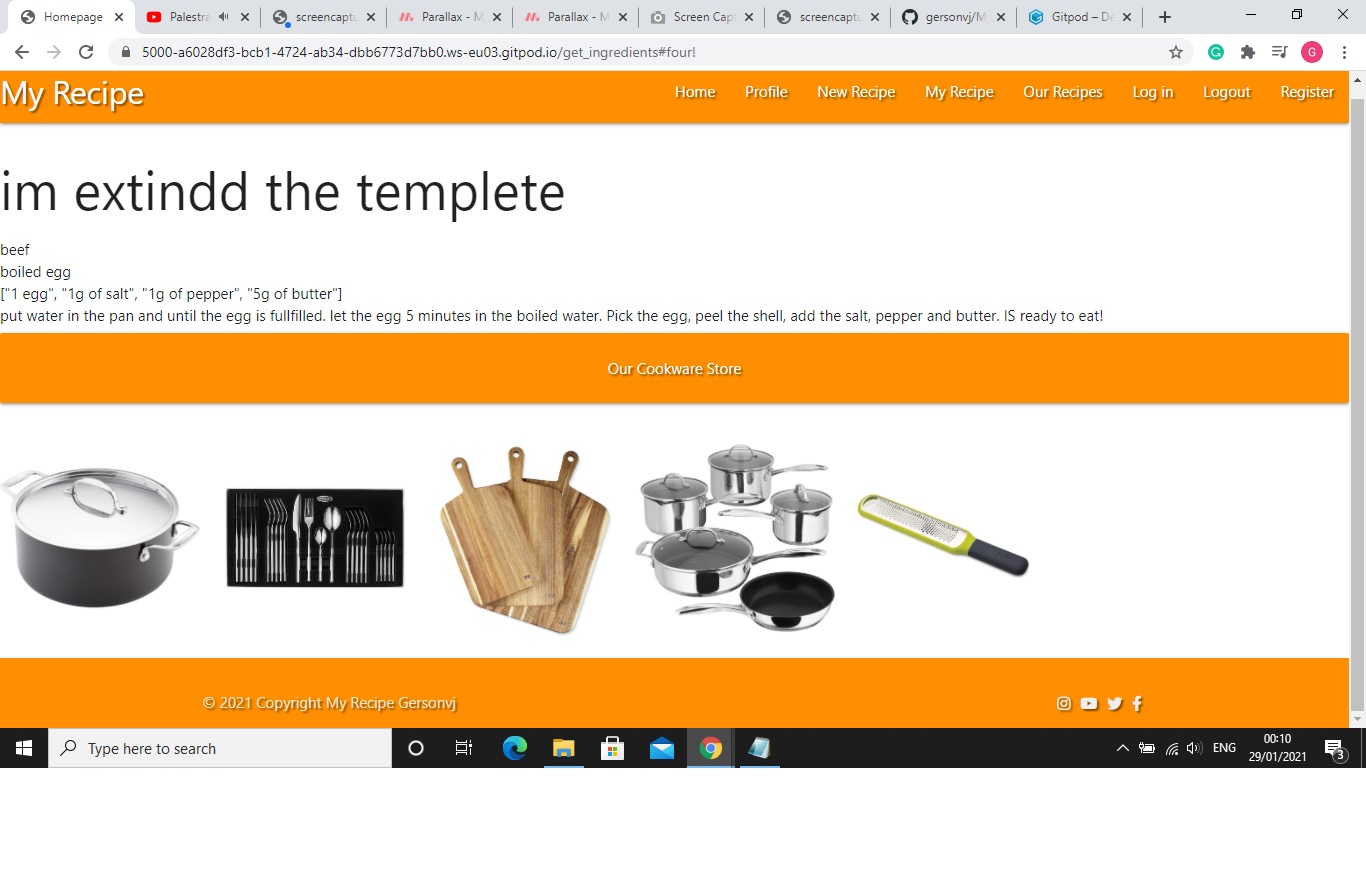 Homepage
Palestra
screencaptu
Parallax - M
Parallax - M
Screen Cap
screencaptu
gersonvj/M
Gitpod – De
5000-a6028df3-bcb1-4724-ab34-dbb6773d7bb0.ws-eu03.gitpod.io/get_ingredients#four!
G
My Recipe
Home Profile New Recipe My Recipe Our Recipes Log in Logout Register
im extindd the templete
beef
boiled egg
["1 egg", "1g of salt", "1g of pepper", "5g of butter"]
put water in the pan and until the egg is fullfilled. let the egg 5 minutes in the boiled water. Pick the egg, peel the shell, add the salt, pepper and butter. IS ready to eat!
Our Cookware Store
© 2021 Copyright My Recipe Gersonvj
Type here to search
ENG
00:10
29/01/2021
3